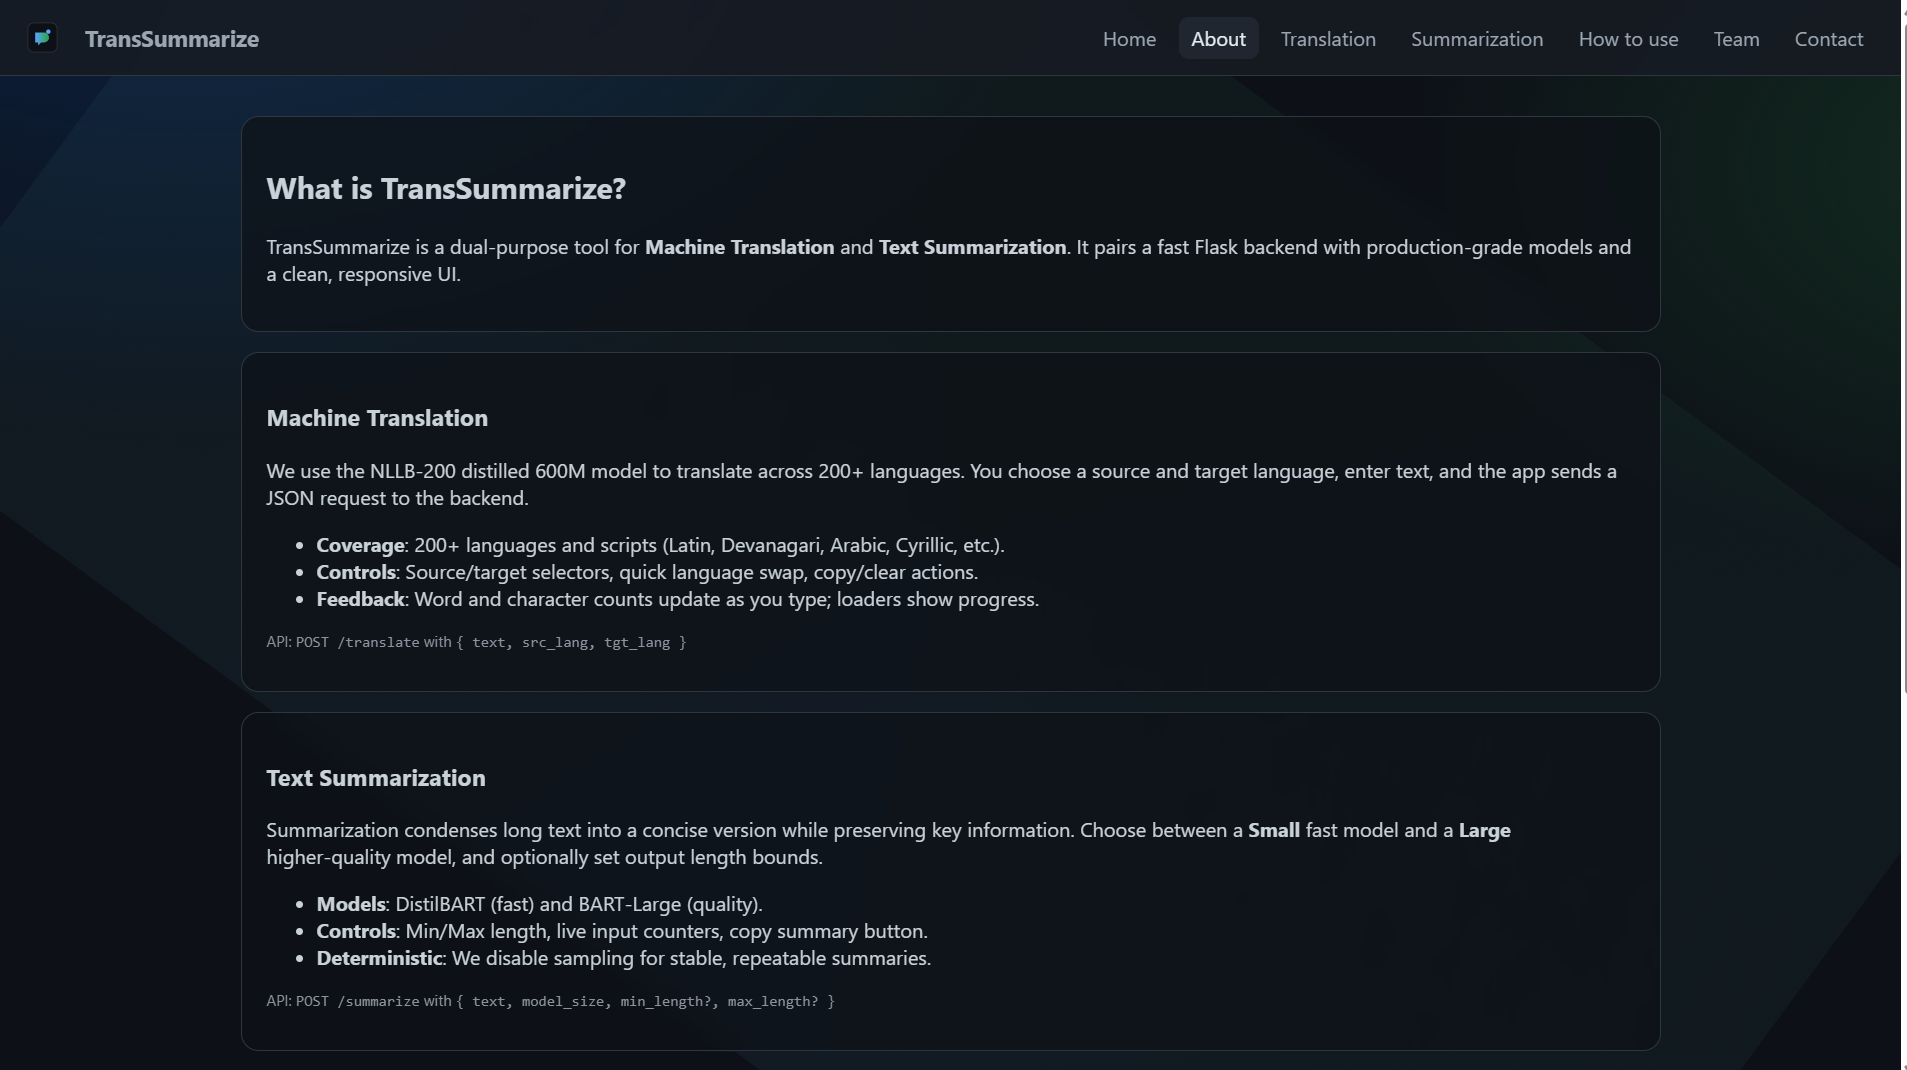 TransSummarize
Home
About
Translation
Summarization
How to use
Team
Contact
What is TransSummarize?
TransSummarize is a dual-purpose tool for Machine Translation and Text Summarization. It pairs a fast Flask backend with production-grade models and
a clean, responsive UI.
Machine Translation
We use the NLLB-200 distilled 600M model to translate across 200+ languages. You choose a source and target language, enter text, and the app sends a
JSON request to the backend.
• Coverage: 200+ languages and scripts (Latin, Devanagari, Arabic, Cyrillic, etc.).
• Controls: Source/target selectors, quick language swap, copy/clear actions.
• Feedback: Word and character counts update as you type; loaders show progress.
API: POST /translate with { text, src_lang, tgt_lang }
Text Summarization
Summarization condenses long text into a concise version while preserving key information. Choose between a Small fast model and a Large
higher-quality model, and optionally set output length bounds.
• Models: DistilBART (fast) and BART-Large (quality).
• Controls: Min/Max length, live input counters, copy summary button.
• Deterministic: We disable sampling for stable, repeatable summaries.
API: POST /summarize with { text, model_size, min_length?, max_length? }